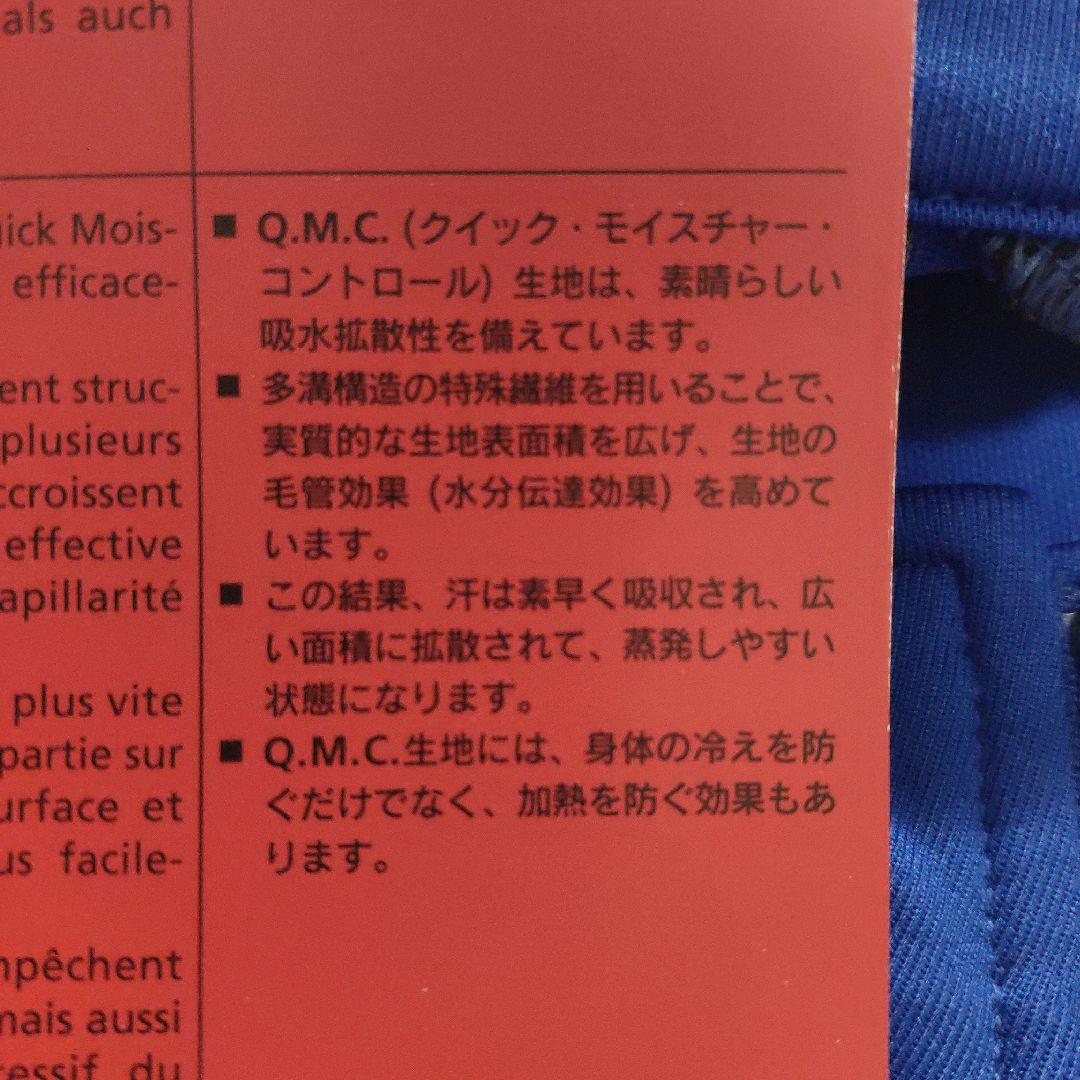 als auch
uick Mois-
efficace-
ent struc-
plusieurs
ccroissent
effective
apillarité
plus vite
partie sur
urface et
us facile-
mpêchent
mais aussi
ressif du
■ Q.M.C. (クイック・モイスチャー・
コントロール) 生地は、素晴らしい
吸水拡散性を備えています。
■ 多溝構造の特殊繊維を用いることで、
実質的な生地表面積を広げ、生地の
毛管効果 (水分伝達効果) を高めて
います。
■ この結果、汗は素早く吸収され、広
い面積に拡散されて、蒸発しやすい
状態になります。
■ Q.M.C.生地には、身体の冷えを防
ぐだけでなく、加熱を防ぐ効果もあ
ります。